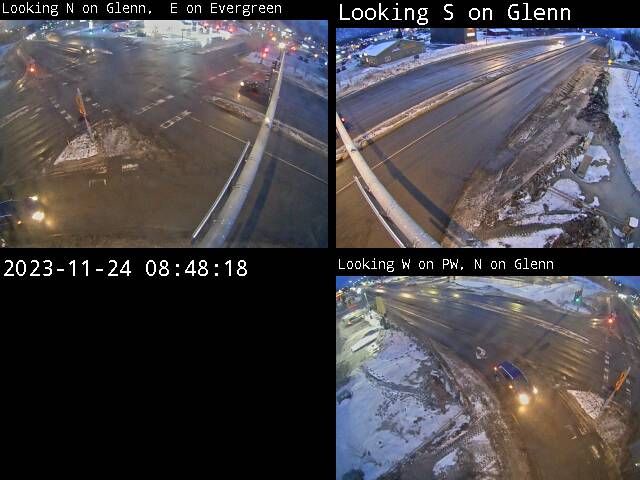 Looking N on Glenn,  E on Evergreen
Looking S on Glenn
2023-11-24 08:48:18
Looking W on PW, N on Glenn